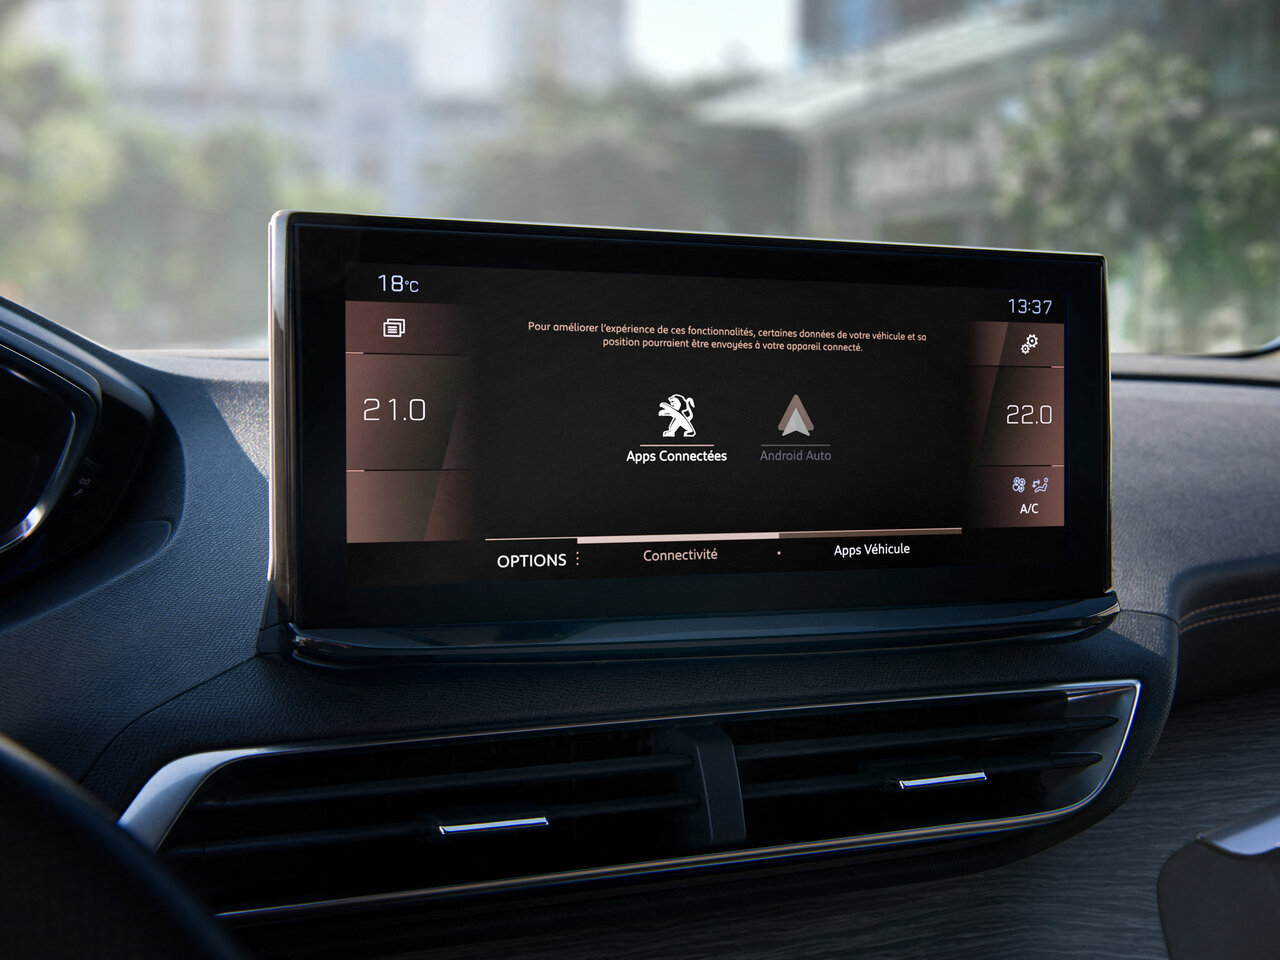 18°C
13:37
Pour améliorer l'expérience de ces fonctionnalités, certaines données de votre véhicule et sa
position pourraient être envoyées à votre appareil connecté.
21.0
22.0
Apps Connectées
Android Auto
A/C
OPTIONS
Connectivité
Apps Véhicule